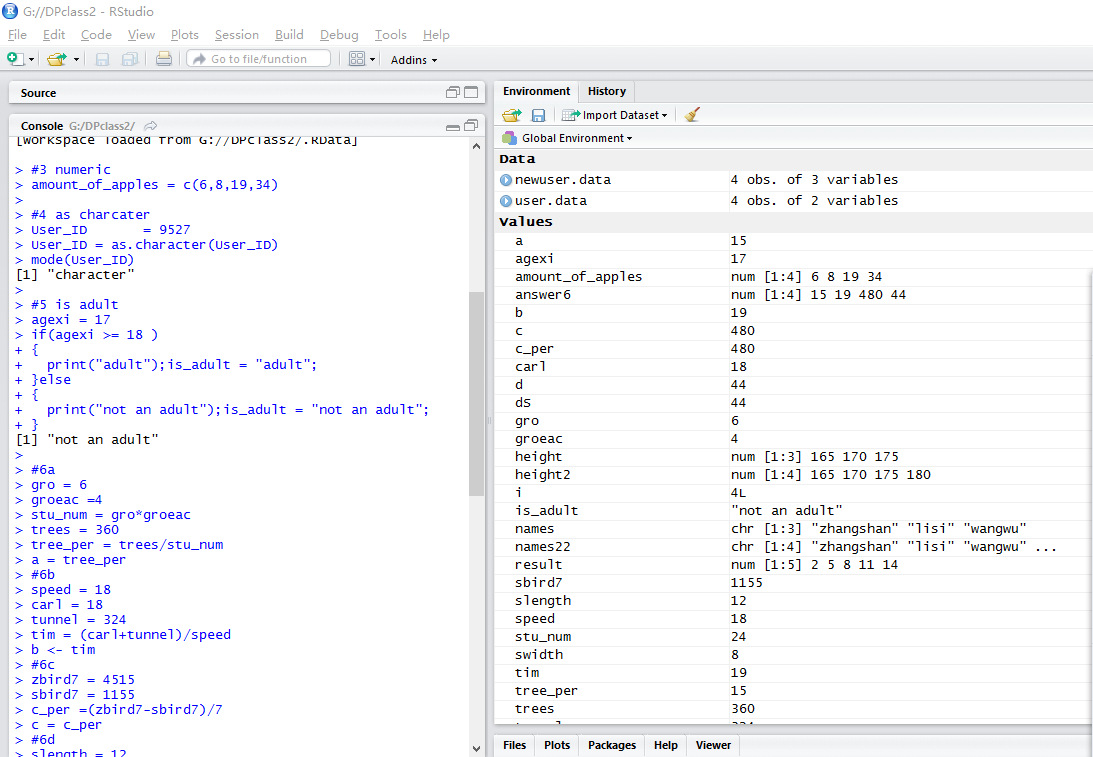 G://DPclass2 - RStudio
File Edit Code View Plots Session Build Debug Tools Help
Go to file/function Addins
Source
Console G:/DPclass2/
[Workspace loaded from G://DPclass2/.RData]
> #3 numeric
> amount_of_apples = c(6,8,19,34)
>
> #4 as charcater
> User_ID       = 9527
> User_ID = as.character(User_ID)
> mode(User_ID)
[1] "character"
>
> #5 is adult
> agexi = 17
> if(agexi >= 18 )
+ {
+   print("adult");is_adult = "adult";
+ }else
+ {
+   print("not an adult");is_adult = "not an adult";
+ }
[1] "not an adult"
>
> #6a
> gro = 6
> groeac =4
> stu_num = gro*groeac
> trees = 360
> tree_per = trees/stu_num
> a = tree_per
> #6b
> speed = 18
> carl = 18
> tunnel = 324
> tim = (carl+tunnel)/speed
> b <- tim
> #6c
> zbird7 = 4515
> sbird7 = 1155
> c_per =(zbird7-sbird7)/7
> c = c_per
> #6d
> slength = 12
Environment History
Import Dataset
Global Environment
Data
newuser.data 4 obs. of 3 variables
user.data 4 obs. of 2 variables
Values
a 15
agexi 17
amount_of_apples num [1:4] 6 8 19 34
answer6 num [1:4] 15 19 480 44
b 19
c 480
c_per 480
carl 18
d 44
dS 44
gro 6
groeac 4
height num [1:3] 165 170 175
height2 num [1:4] 165 170 175 180
i 4L
is_adult "not an adult"
names chr [1:3] "zhangshan" "lisi" "wangwu"
names22 chr [1:4] "zhangshan" "lisi" "wangwu" ...
result num [1:5] 2 5 8 11 14
sbird7 1155
slength 12
speed 18
stu_num 24
swidth 8
tim 19
tree_per 15
trees 360
Files Plots Packages Help Viewer